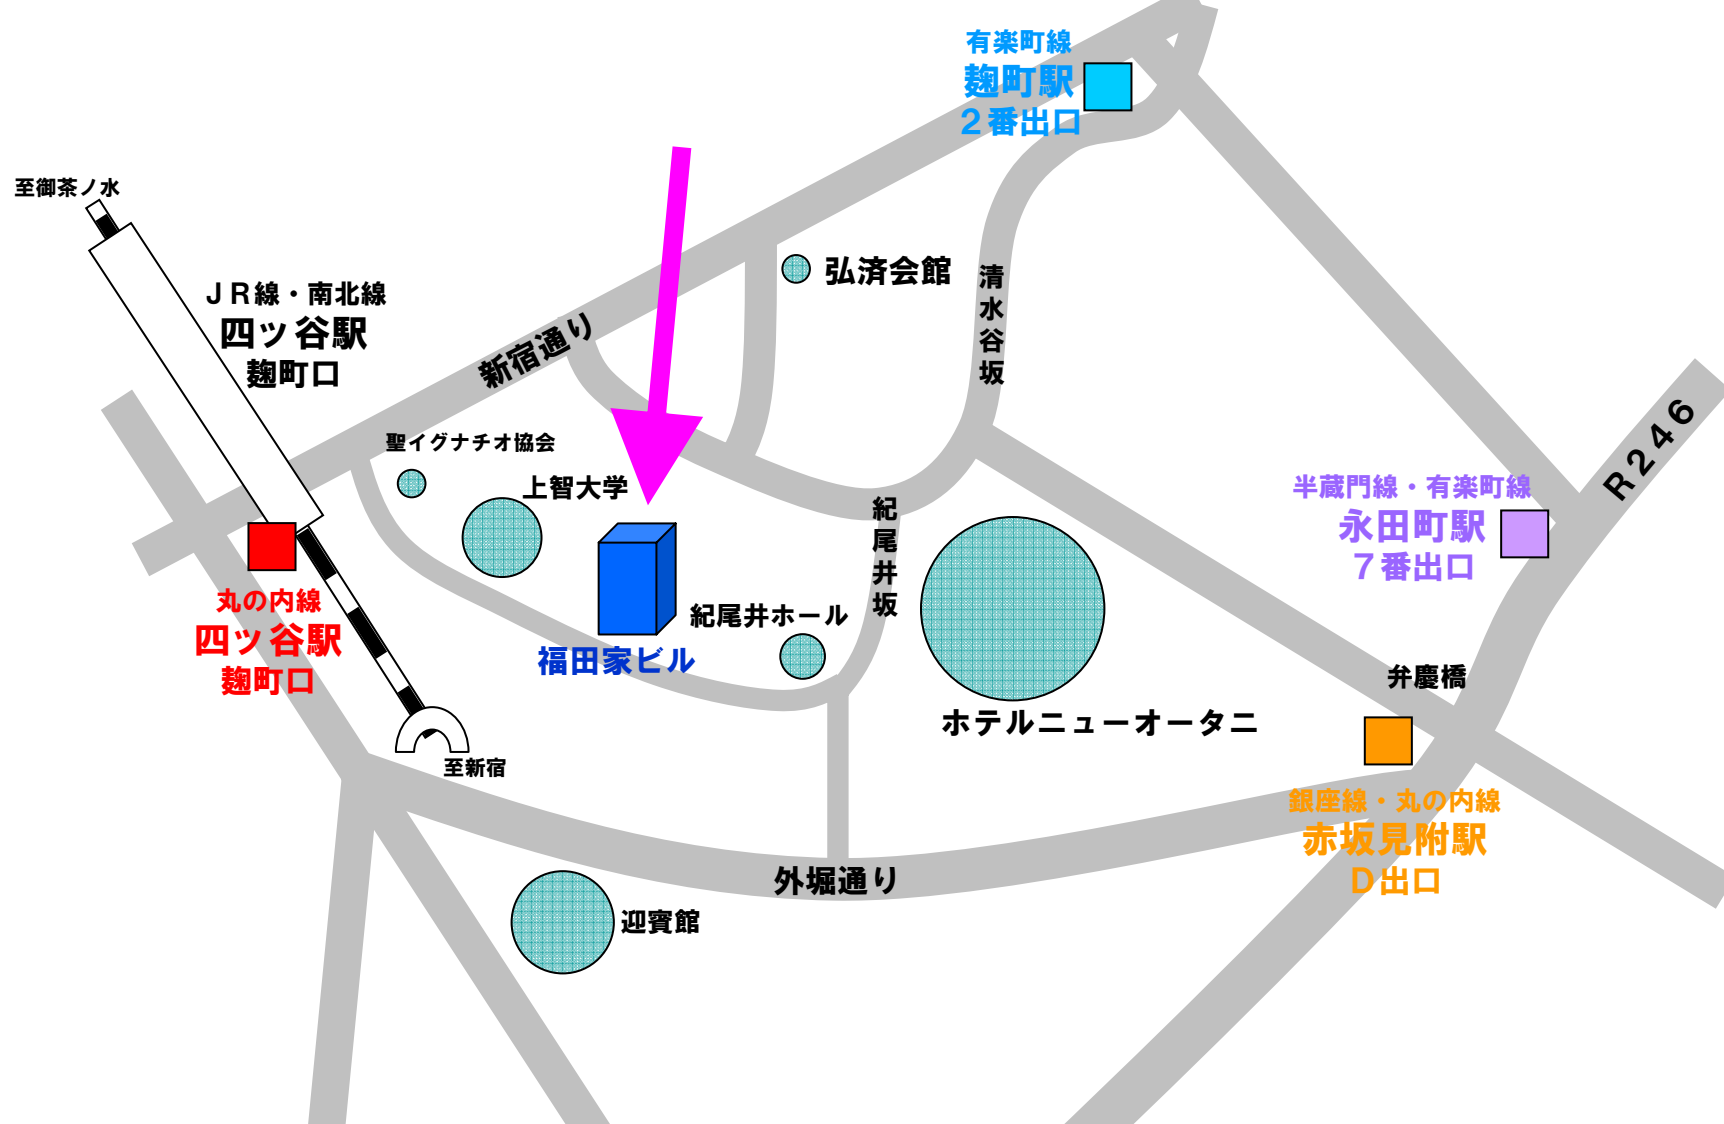 有楽町線
麹町駅
２番出口
至御茶ノ水
ＪＲ線・南北線
四ッ谷駅
麹町口
新宿通り
弘済会館
清水谷坂
聖イグナチオ協会
上智大学
紀尾井坂
紀尾井ホール
福田家ビル
丸の内線
四ッ谷駅
麹町口
至新宿
ホテルニューオータニ
R246
半蔵門線・有楽町線
永田町駅
７番出口
弁慶橋
銀座線・丸の内線
赤坂見附駅
Ｄ出口
外堀通り
迎賓館